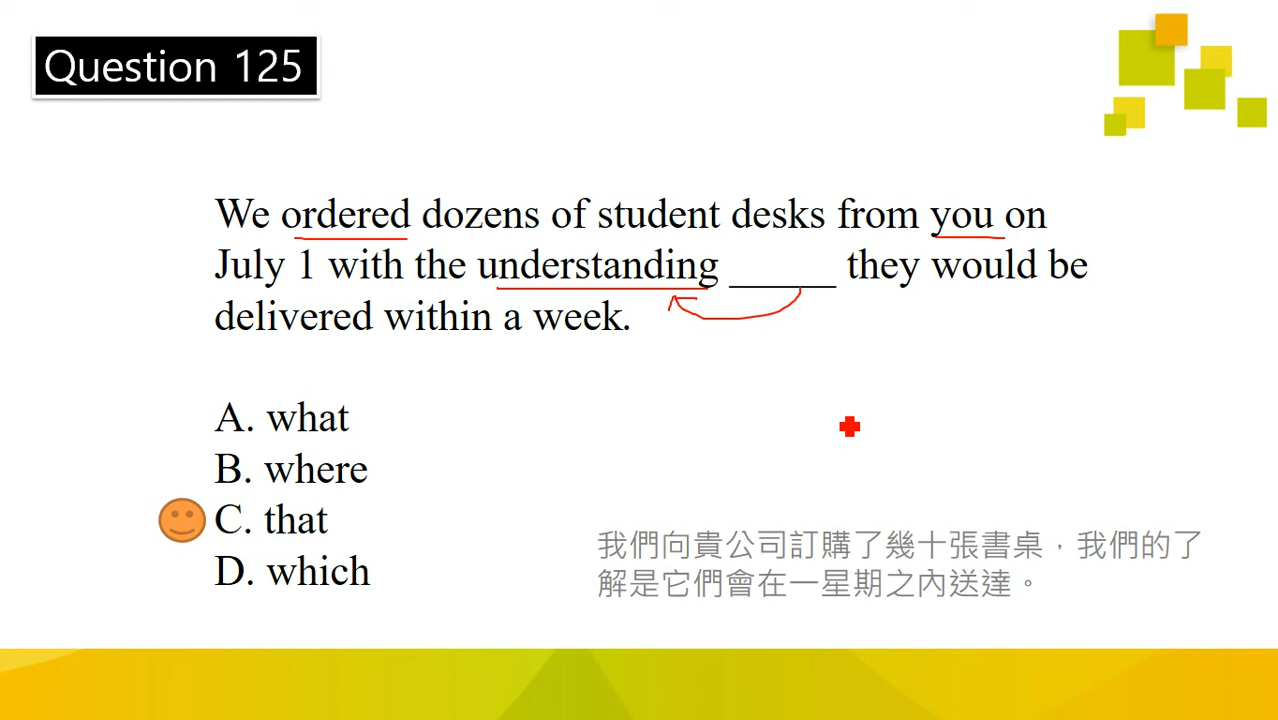 Question 125
We ordered dozens of student desks from you on
July 1 with the understanding _____ they would be
delivered within a week.
A. what
B. where
C. that
D. which
我們向貴公司訂購了幾十張書桌，我們的了
解是它們會在一星期之內送達。